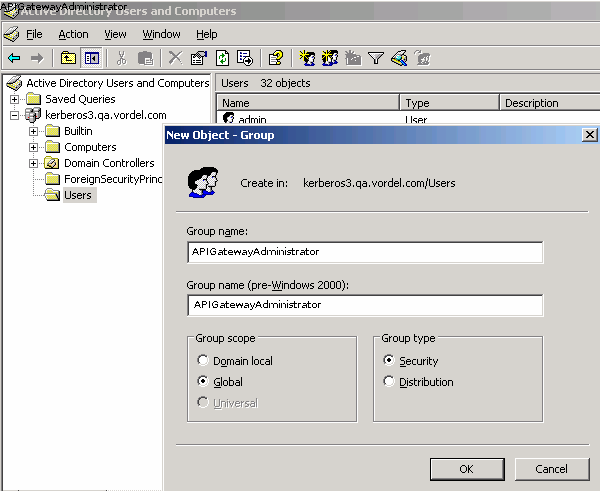 APIGatewayAdministrator
Active Directory Users and Computers
File Action View Window Help
Active Directory Users and Computers
Saved Queries
kerberos3.qa.vordel.com
Builtin
Computers
Domain Controllers
ForeignSecurityPrinc
Users
Users 32 objects
Name Type Description
admin User
New Object - Group
Create in: kerberos3.qa.vordel.com/Users
Group name:
APIGatewayAdministrator
Group name (pre-Windows 2000):
APIGatewayAdministrator
Group scope
Domain local
Global
Universal
Group type
Security
Distribution
OK Cancel